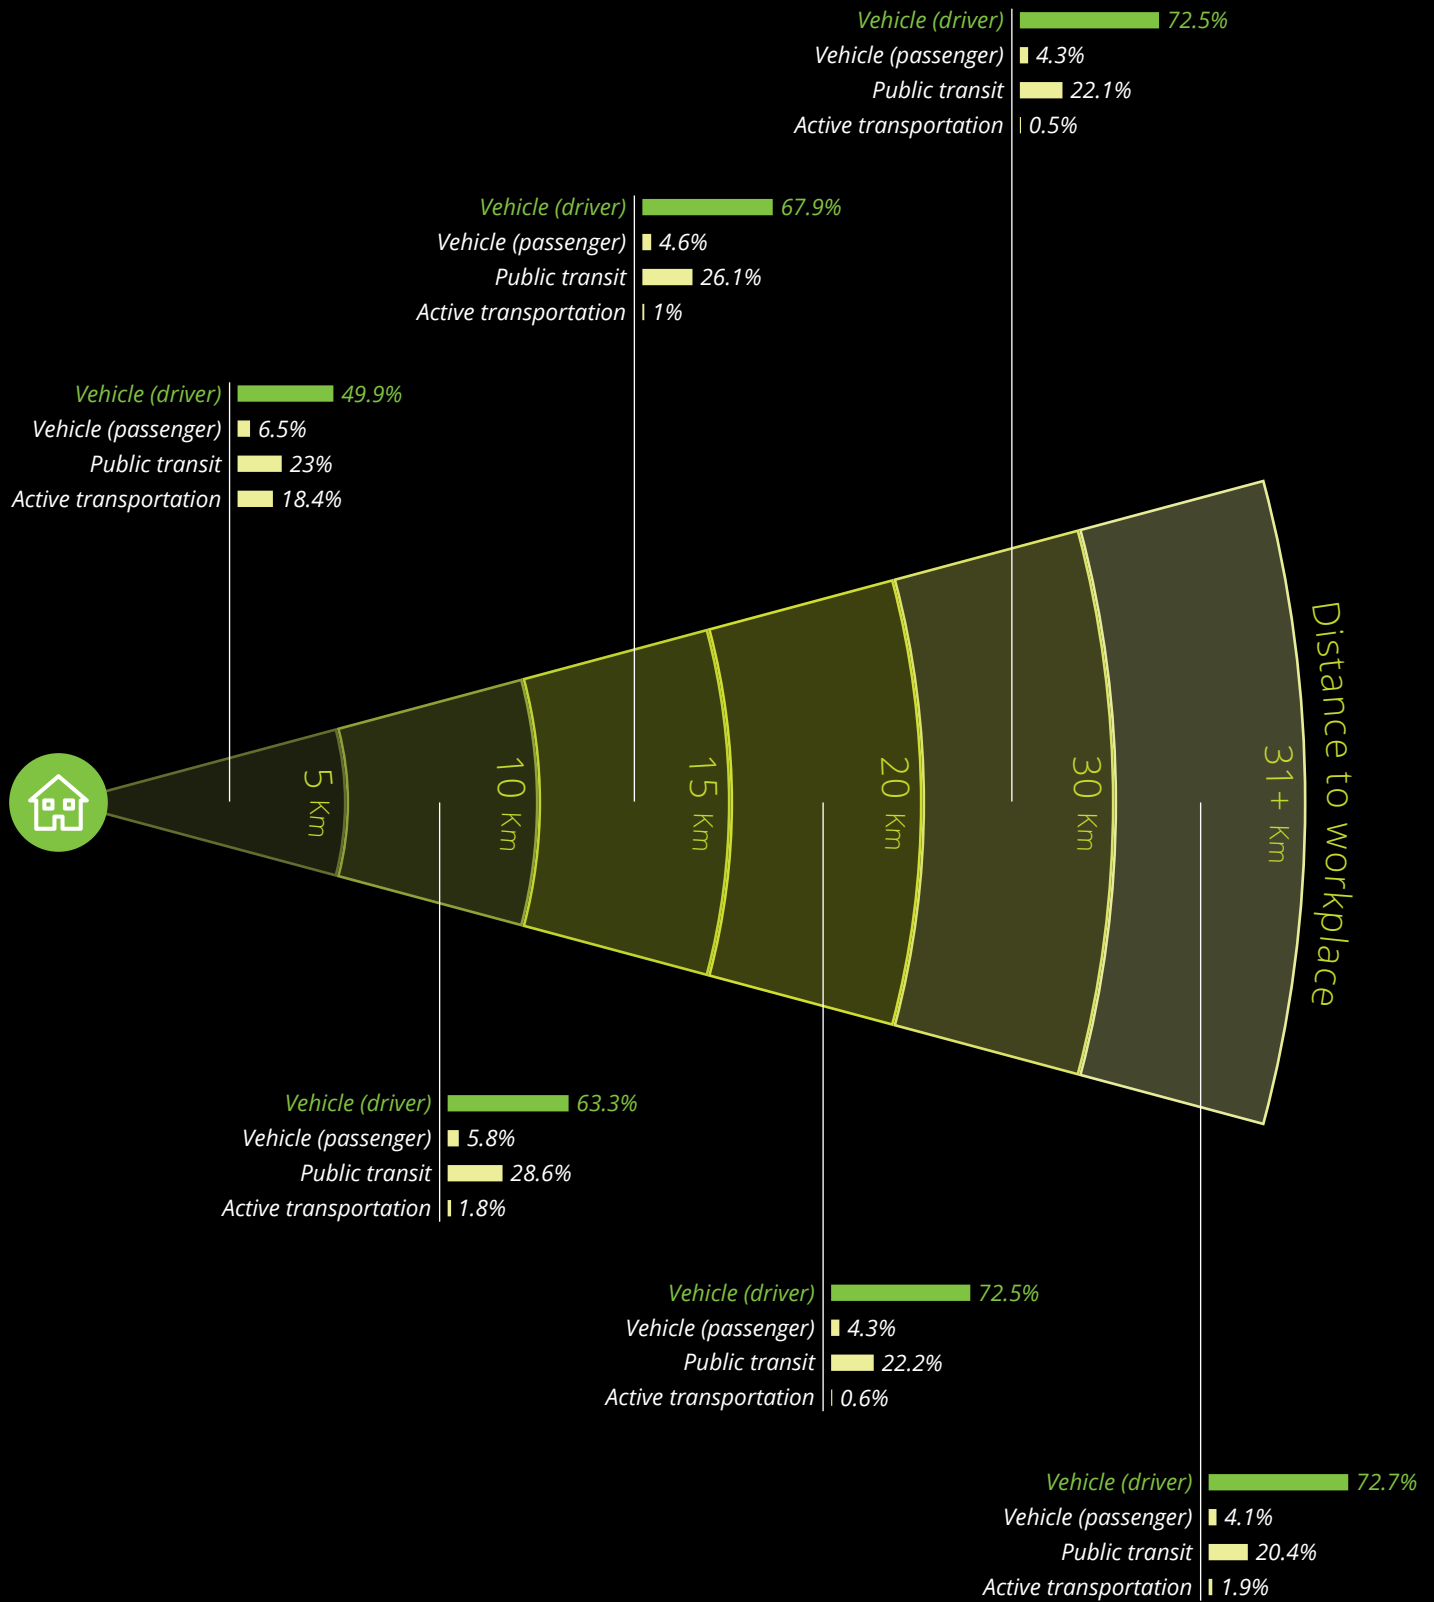 Vehicle (driver) 72.5%
Vehicle (passenger) 4.3%
Public transit 22.1%
Active transportation 0.5%
Vehicle (driver) 67.9%
Vehicle (passenger) 4.6%
Public transit 26.1%
Active transportation 1%
Vehicle (driver) 49.9%
Vehicle (passenger) 6.5%
Public transit 23%
Active transportation 18.4%
5 km
10 km
15 km
20 km
30 km
31+ km
Distance to workplace
Vehicle (driver) 63.3%
Vehicle (passenger) 5.8%
Public transit 28.6%
Active transportation 1.8%
Vehicle (driver) 72.5%
Vehicle (passenger) 4.3%
Public transit 22.2%
Active transportation 0.6%
Vehicle (driver) 72.7%
Vehicle (passenger) 4.1%
Public transit 20.4%
Active transportation 1.9%